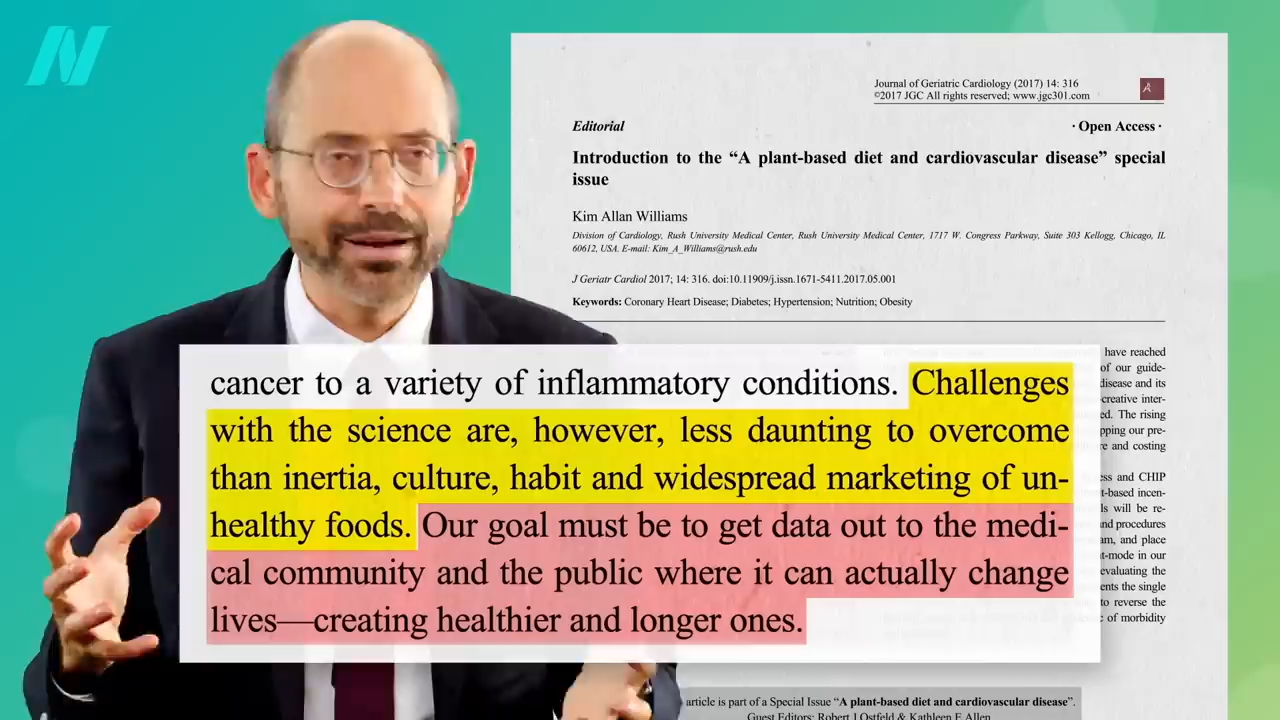 Journal of Geriatric Cardiology (2017) 14: 316
©2017 JGC All rights reserved; www.jgc301.com
Editorial
· Open Access ·
Introduction to the “A plant-based diet and cardiovascular disease” special
issue
Kim Allan Williams
Division of Cardiology, Rush University Medical Center, Rush University Medical Center, 1717 W. Congress Parkway, Suite 303 Kellogg, Chicago, IL
60612, USA. E-mail: Kim_A_Williams@rush.edu
J Geriatr Cardiol 2017; 14: 316. doi:10.11909/j.issn.1671-5411.2017.05.001
Keywords: Coronary Heart Disease; Diabetes; Hypertension; Nutrition; Obesity
cancer to a variety of inflammatory conditions. Challenges
with the science are, however, less daunting to overcome
than inertia, culture, habit and widespread marketing of un-
healthy foods. Our goal must be to get data out to the medi-
cal community and the public where it can actually change
lives—creating healthier and longer ones.
have reached
of our guide-
disease and its
-creative inter-
ed. The rising
pping our pre-
re and costing
ess and CHIP
t-based incen-
ls will be re-
and procedures
am, and place
t-mode in our
evaluating the
ents the single
to reverse the
c of morbidity
article is part of a Special Issue “A plant-based diet and cardiovascular disease”.
Guest Editors: Robert J Ostfeld & Kathleen E Allen